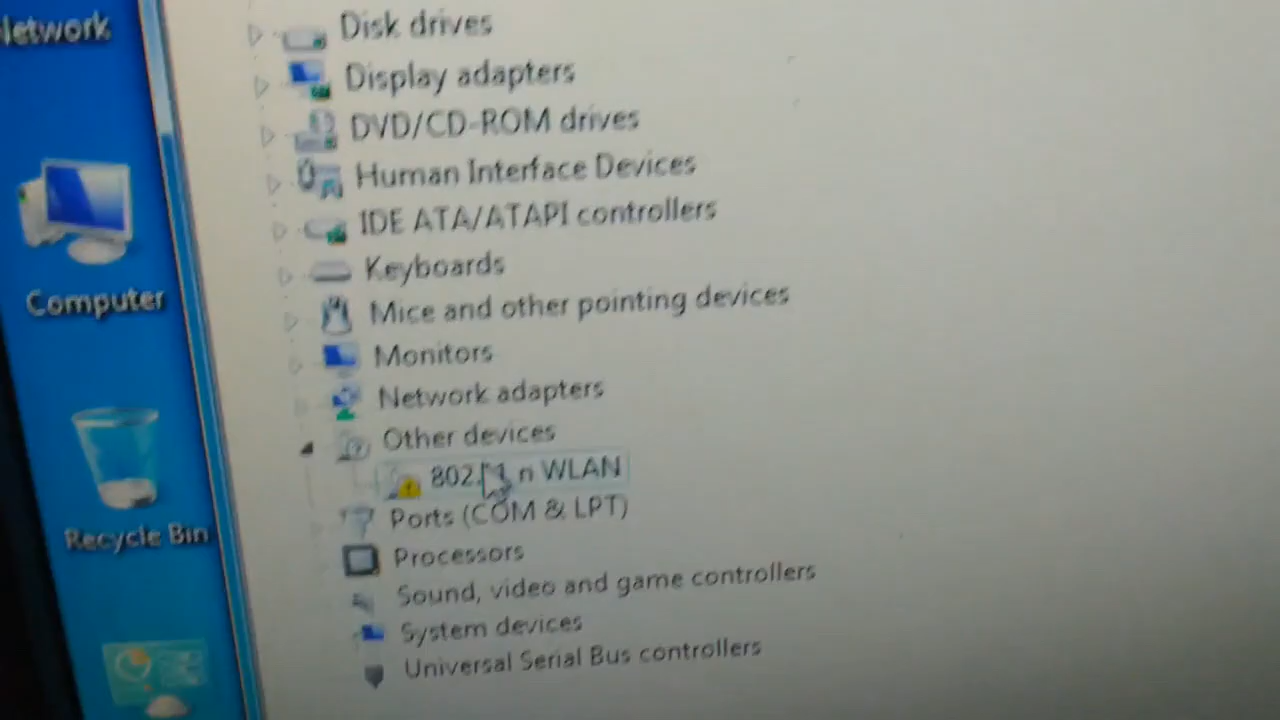 Network
Disk drives
Display adapters
DVD/CD-ROM drives
Human Interface Devices
IDE ATA/ATAPI controllers
Keyboards
Computer
Mice and other pointing devices
Monitors
Network adapters
Other devices
802.11 n WLAN
Ports (COM & LPT)
Recycle Bin
Processors
Sound, video and game controllers
System devices
Universal Serial Bus controllers